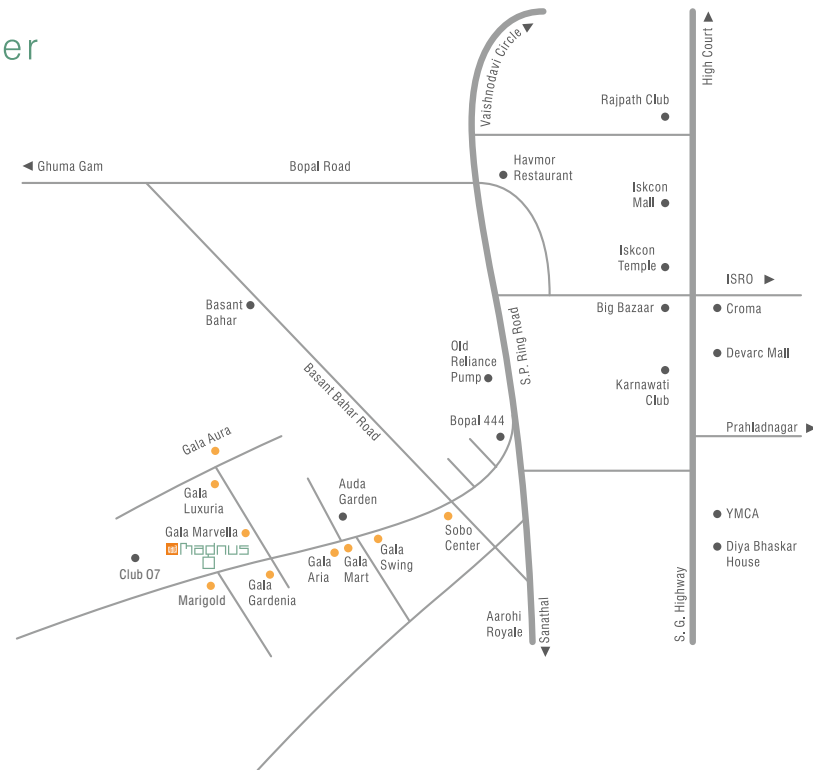 er
Vaishnodavi Circle
High Court
Rajpath Club
Ghuma Gam
Bopal Road
Havmor
Restaurant
Iskcon
Mall
Iskcon
Temple
ISRO
Basant
Bahar
Big Bazaar
Croma
S.P. Ring Road
Old
Reliance
Pump
Devarc Mall
Basant Bahar Road
Karnawati
Club
Bopal 444
Prahladnagar
Gala Aura
Gala
Luxuria
Auda
Garden
YMCA
Gala Marvella
Sobo
Center
magnus
Diya Bhaskar
House
Club 07
Gala
Aria
Gala
Mart
Gala
Swing
Marigold
Gala
Gardenia
Aarohi
Royale
Sanathal
S. G. Highway